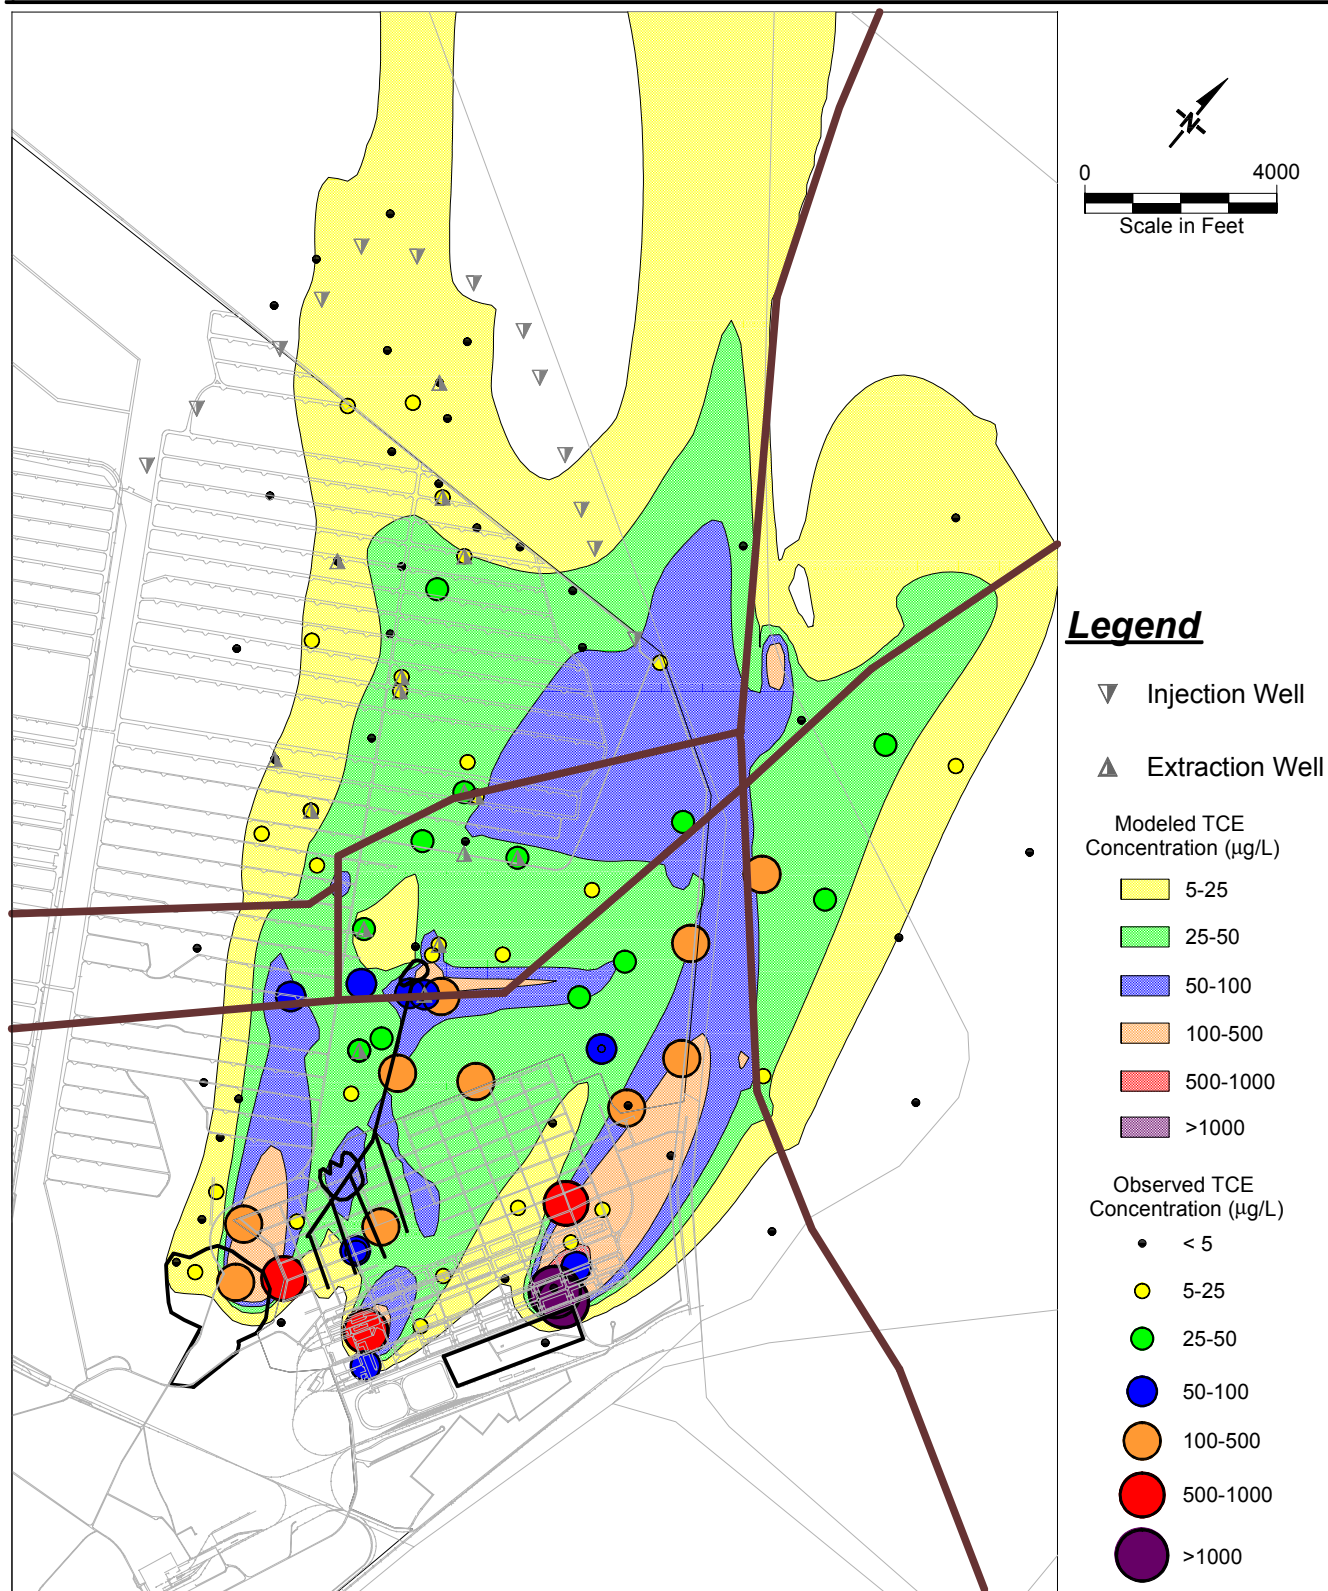 N
0 4000
Scale in Feet
Legend
Injection Well
Extraction Well
Modeled TCE
Concentration (µg/L)
5-25
25-50
50-100
100-500
500-1000
>1000
Observed TCE
Concentration (µg/L)
< 5
5-25
25-50
50-100
100-500
500-1000
>1000